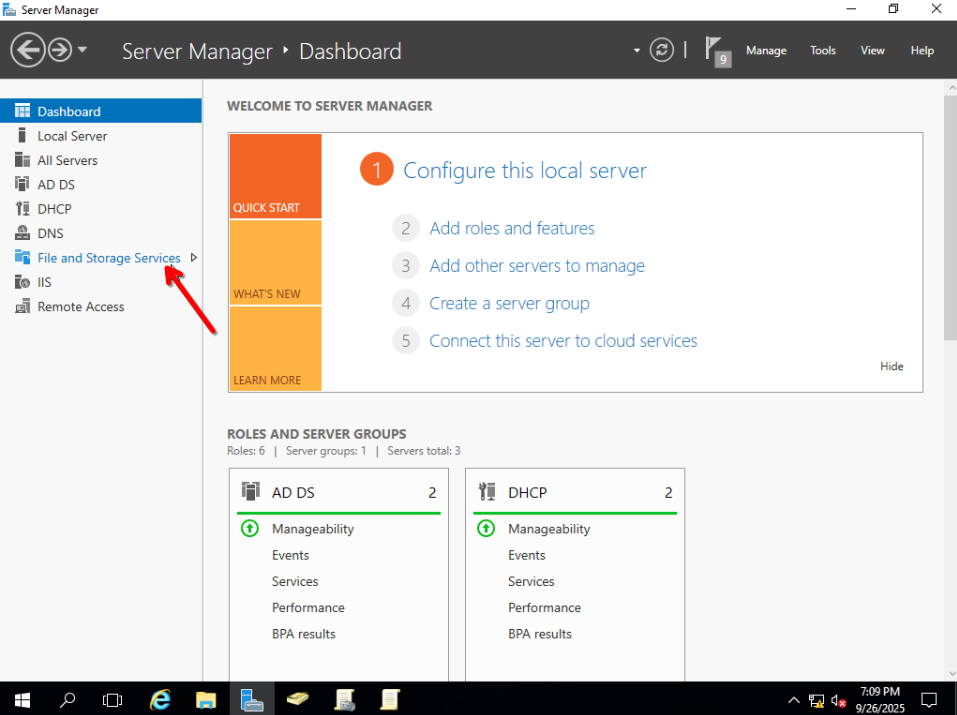 Server Manager
Server Manager ‣ Dashboard
9
Manage
Tools
View
Help
Dashboard
Local Server
All Servers
AD DS
DHCP
DNS
File and Storage Services
IIS
Remote Access
WELCOME TO SERVER MANAGER
QUICK START
WHAT'S NEW
LEARN MORE
1 Configure this local server
2 Add roles and features
3 Add other servers to manage
4 Create a server group
5 Connect this server to cloud services
Hide
ROLES AND SERVER GROUPS
Roles: 6 | Server groups: 1 | Servers total: 3
AD DS 2
Manageability
Events
Services
Performance
BPA results
DHCP 2
Manageability
Events
Services
Performance
BPA results
7:09 PM
9/26/2025